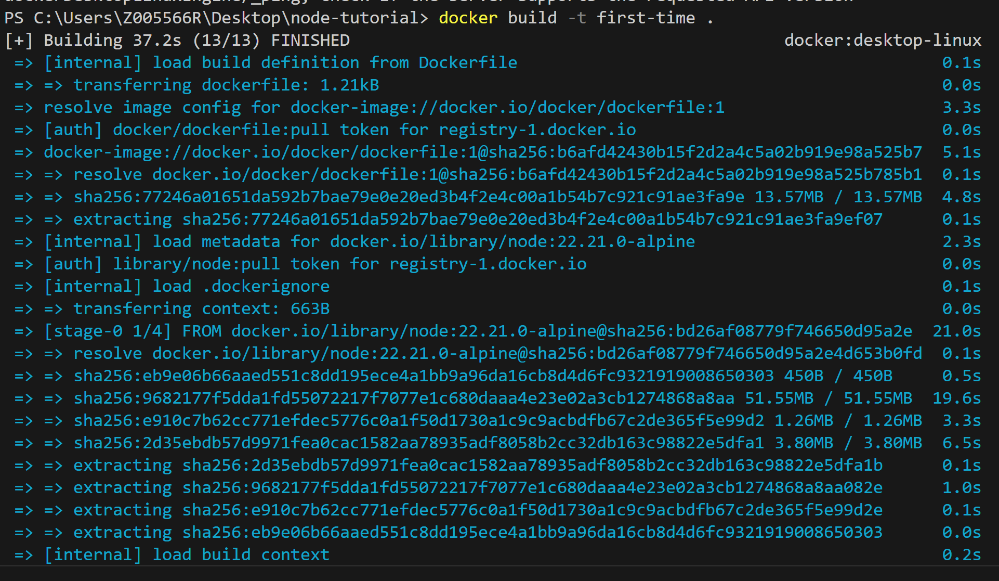 dockerDesktopLinuxEngine/_ping, check if the server supports the requested API version
PS C:\Users\Z005566R\Desktop\node-tutorial> docker build -t first-time .
[+] Building 37.2s (13/13) FINISHED docker:desktop-linux
=> [internal] load build definition from Dockerfile 0.1s
=> => transferring dockerfile: 1.21kB 0.0s
=> resolve image config for docker-image://docker.io/docker/dockerfile:1 3.3s
=> [auth] docker/dockerfile:pull token for registry-1.docker.io 0.0s
=> docker-image://docker.io/docker/dockerfile:1@sha256:b6afd42430b15f2d2a4c5a02b919e98a525b7 5.1s
=> => resolve docker.io/docker/dockerfile:1@sha256:b6afd42430b15f2d2a4c5a02b919e98a525b785b1 0.1s
=> => sha256:77246a01651da592b7bae79e0e20ed3b4f2e4c00a1b54b7c921c91ae3fa9e 13.57MB / 13.57MB 4.8s
=> => extracting sha256:77246a01651da592b7bae79e0e20ed3b4f2e4c00a1b54b7c921c91ae3fa9ef07 0.1s
=> [internal] load metadata for docker.io/library/node:22.21.0-alpine 2.3s
=> [auth] library/node:pull token for registry-1.docker.io 0.0s
=> [internal] load .dockerignore 0.1s
=> => transferring context: 663B 0.0s
=> [stage-0 1/4] FROM docker.io/library/node:22.21.0-alpine@sha256:bd26af08779f746650d95a2e 21.0s
=> => resolve docker.io/library/node:22.21.0-alpine@sha256:bd26af08779f746650d95a2e4d653b0fd 0.1s
=> => sha256:eb9e06b66aaed551c8dd195ece4a1bb9a96da16cb8d4d6fc9321919008650303 450B / 450B 0.5s
=> => sha256:9682177f5dda1fd55072217f7077e1c680daaa4e23e02a3cb1274868a8aa 51.55MB / 51.55MB 19.6s
=> => sha256:e910c7b62cc771efdec5776c0a1f50d1730a1c9c9acbdfb67c2de365f5e99d2 1.26MB / 1.26MB 3.3s
=> => sha256:2d35ebdb57d9971fea0cac1582aa78935adf8058b2cc32db163c98822e5dfa1 3.80MB / 3.80MB 6.5s
=> => extracting sha256:2d35ebdb57d9971fea0cac1582aa78935adf8058b2cc32db163c98822e5dfa1b 0.1s
=> => extracting sha256:9682177f5dda1fd55072217f7077e1c680daaa4e23e02a3cb1274868a8aa082e 1.0s
=> => extracting sha256:e910c7b62cc771efdec5776c0a1f50d1730a1c9c9acbdfb67c2de365f5e99d2e 0.1s
=> => extracting sha256:eb9e06b66aaed551c8dd195ece4a1bb9a96da16cb8d4d6fc9321919008650303 0.0s
=> [internal] load build context 0.2s